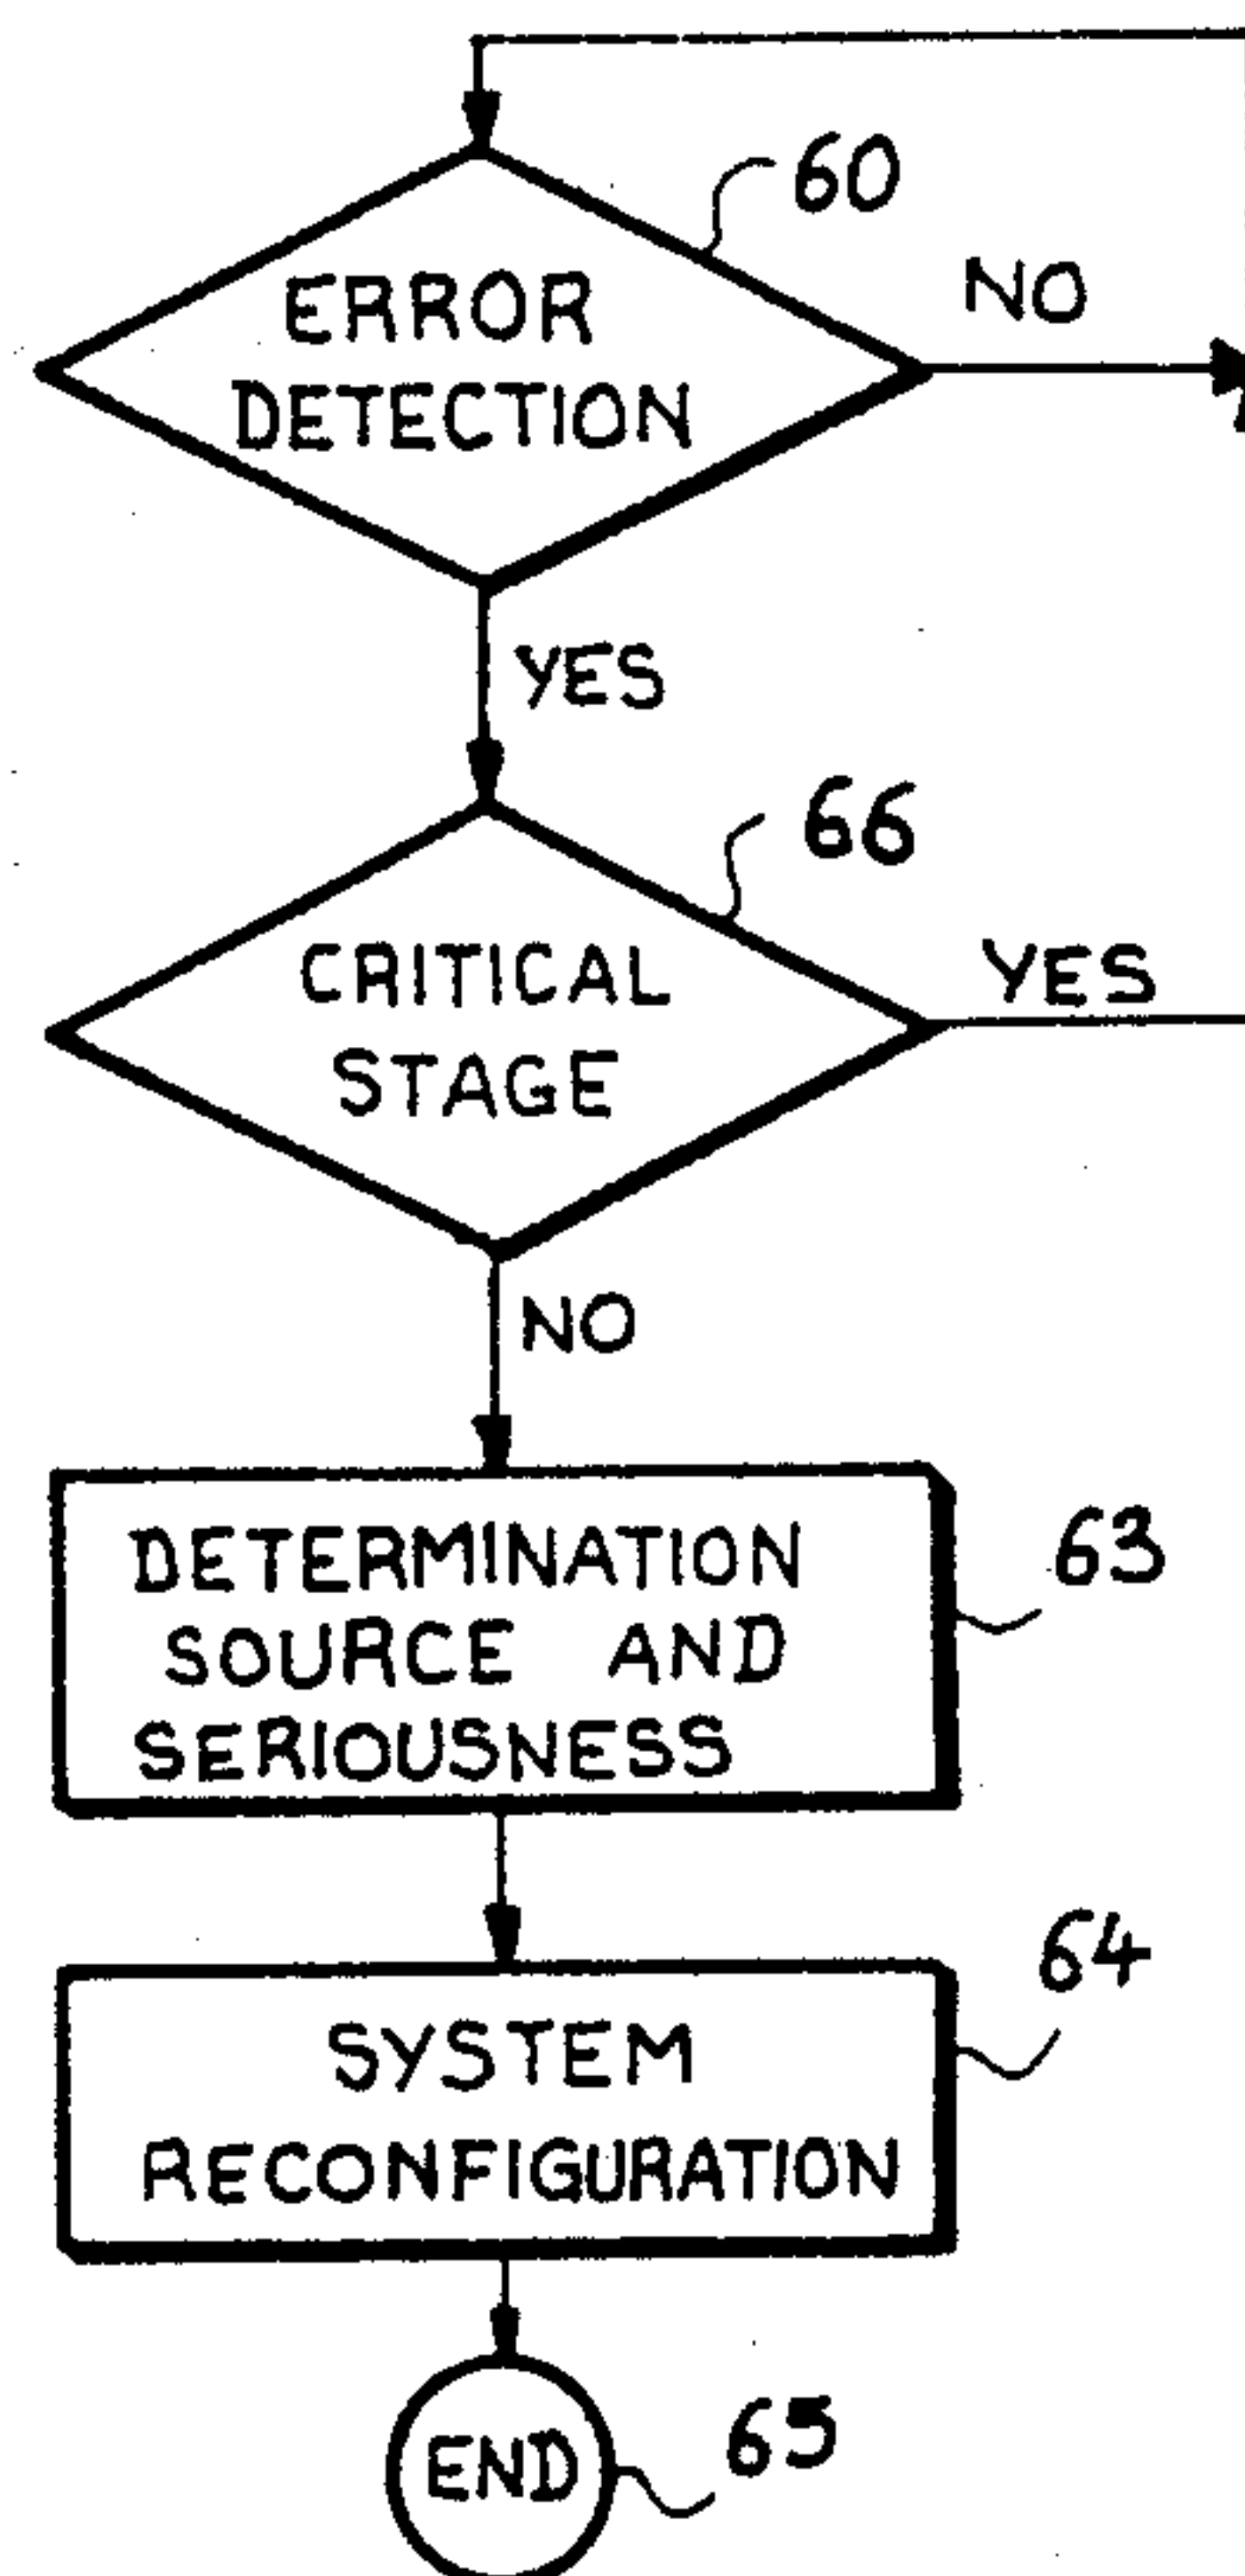 60
ERROR
DETECTION
NO
YES
66
CRITICAL
STAGE
YES
NO
DETERMINATION
SOURCE AND
SERIOUSNESS
63
64
SYSTEM
RECONFIGURATION
END
65